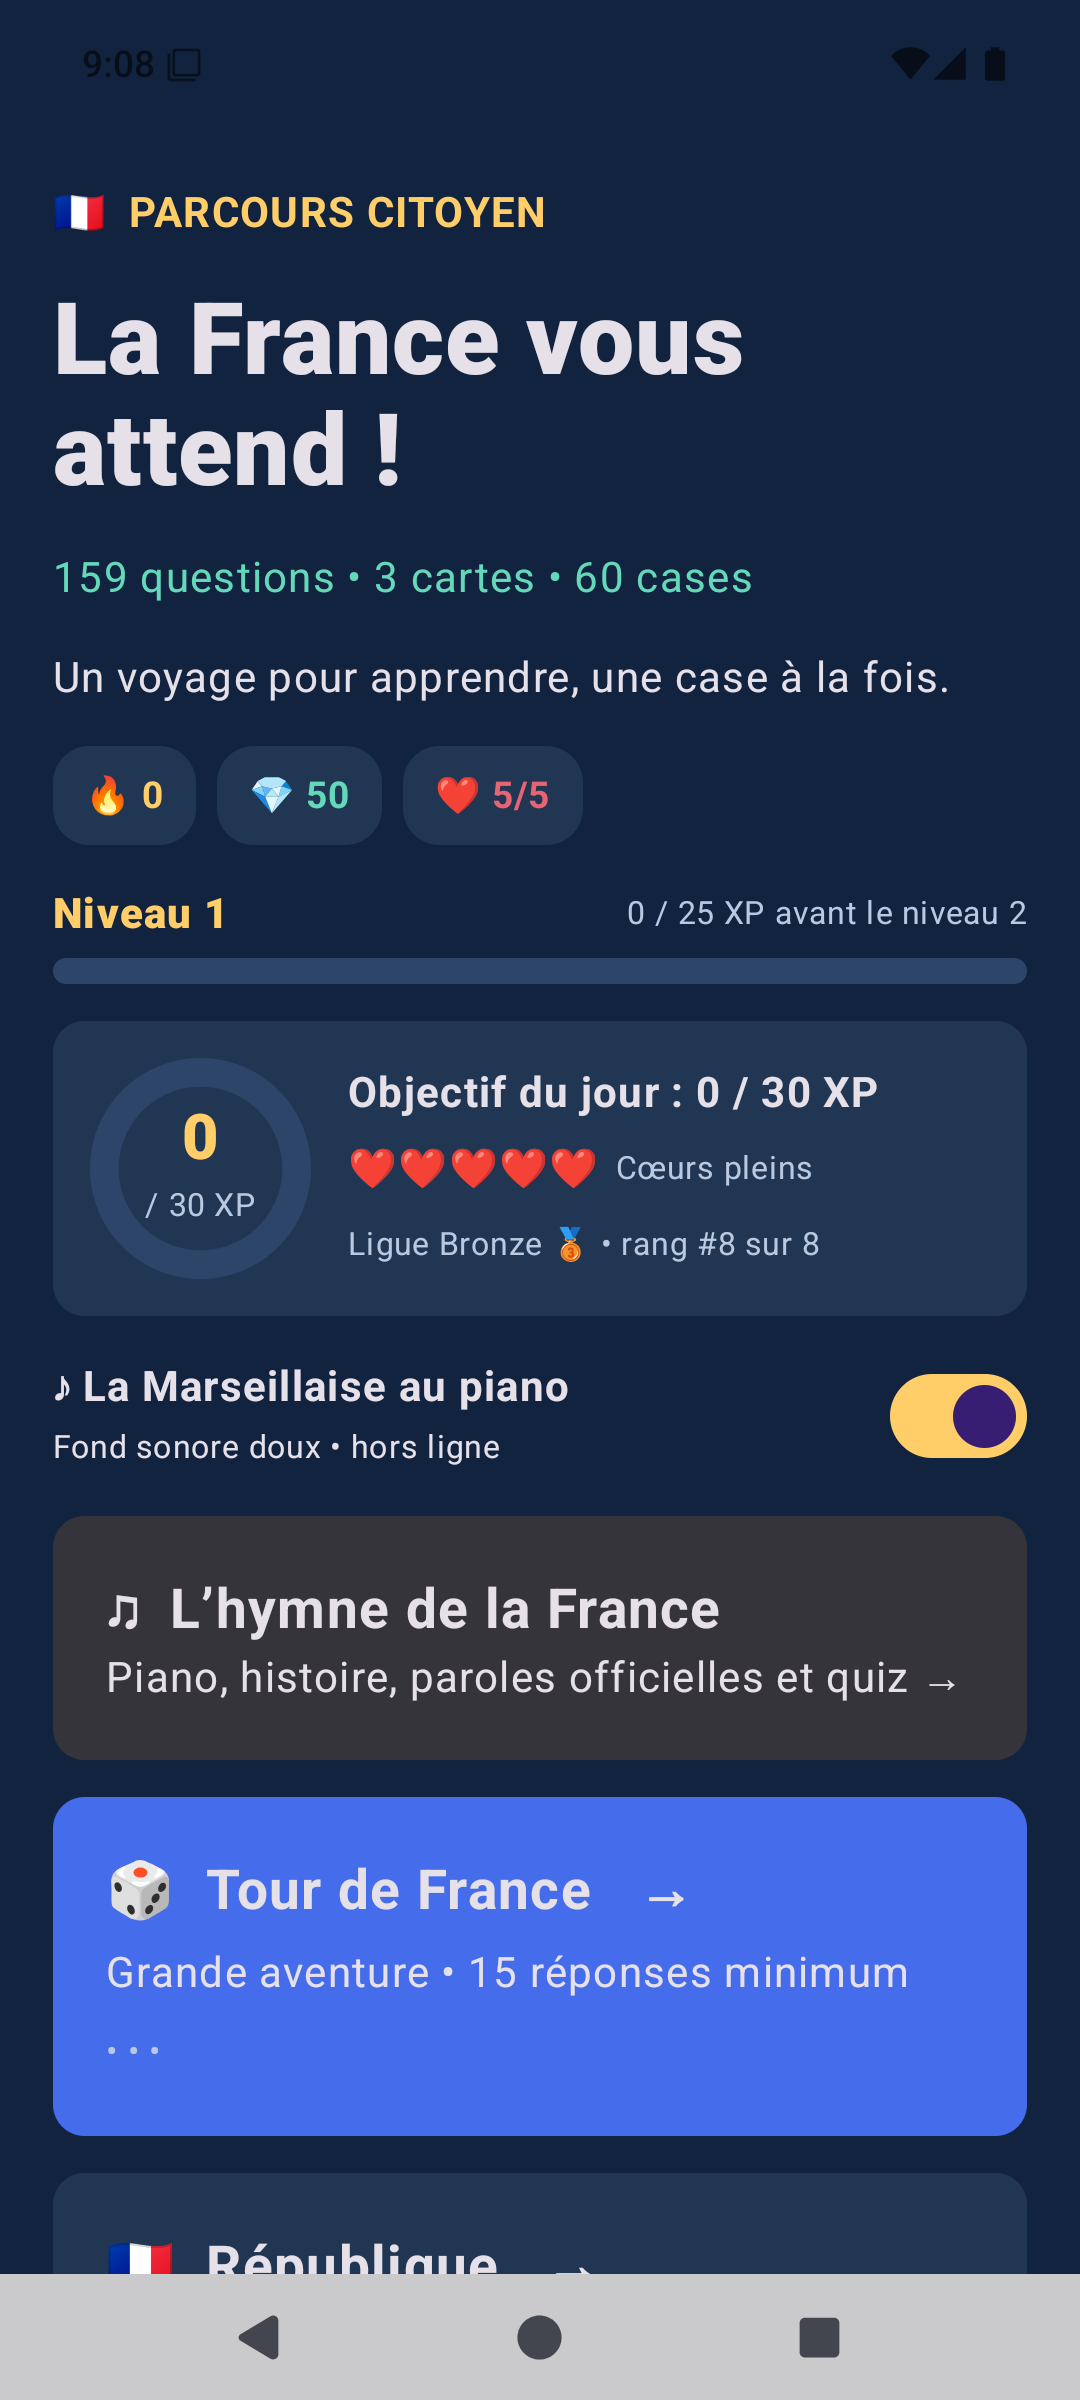 9:08
🇫🇷 PARCOURS CITOYEN
La France vous
attend !
159 questions • 3 cartes • 60 cases
Un voyage pour apprendre, une case à la fois.
🔥 0 💎 50 ❤️ 5/5
Niveau 1 0 / 25 XP avant le niveau 2
0
/ 30 XP
Objectif du jour : 0 / 30 XP
❤️❤️❤️❤️❤️ Cœurs pleins
Ligue Bronze 🥉 • rang #8 sur 8
♪ La Marseillaise au piano
Fond sonore doux • hors ligne
♫ L’hymne de la France
Piano, histoire, paroles officielles et quiz →
🎲 Tour de France →
Grande aventure • 15 réponses minimum
· · ·
🇫🇷 République →